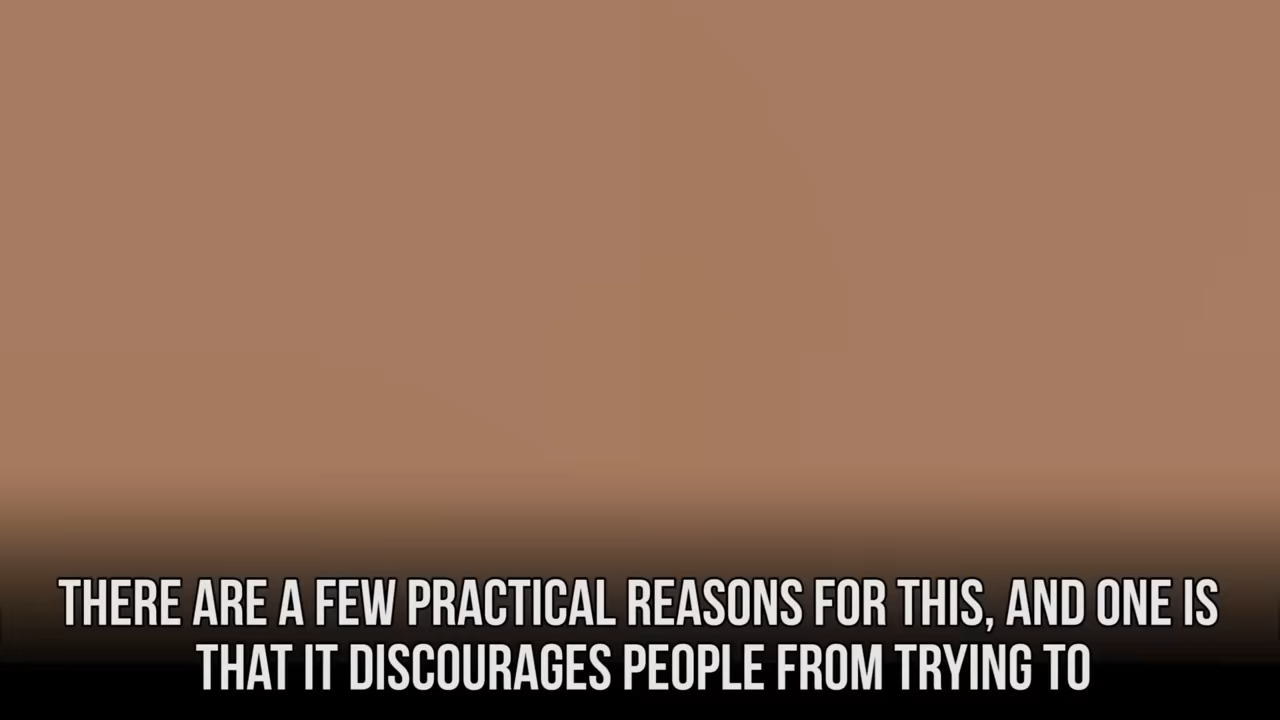 THERE ARE A FEW PRACTICAL REASONS FOR THIS, AND ONE IS
THAT IT DISCOURAGES PEOPLE FROM TRYING TO